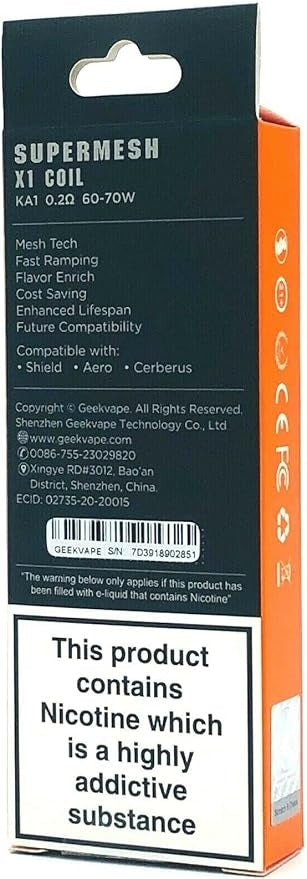 SUPERMESH
X1 COIL
KA1 0.2Ω 60-70W
Mesh Tech
Fast Ramping
Flavor Enrich
Cost Saving
Enhanced Lifespan
Future Compatibility
Compatible with:
• Shield • Aero • Cerberus
Copyright © Geekvape. All Rights Reserved.
Shenzhen Geekvape Technology Co., Ltd
www.geekvape.com
0086-755-23029820
Xingye RD#3012, Bao'an
District, Shenzhen, China.
ECID: 02735-20-20015
GEEKVAPE S/N 7D3918902851
"The warning below only applies if this product has
been filled with e-liquid that contains Nicotine"
This product
contains
Nicotine which
is a highly
addictive
substance
CE FC